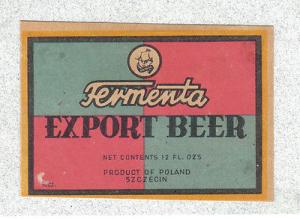 Fermenta
EXPORT BEER
NET CONTENTS 12 FL. OZS
PRODUCT OF POLAND
SZCZECIN